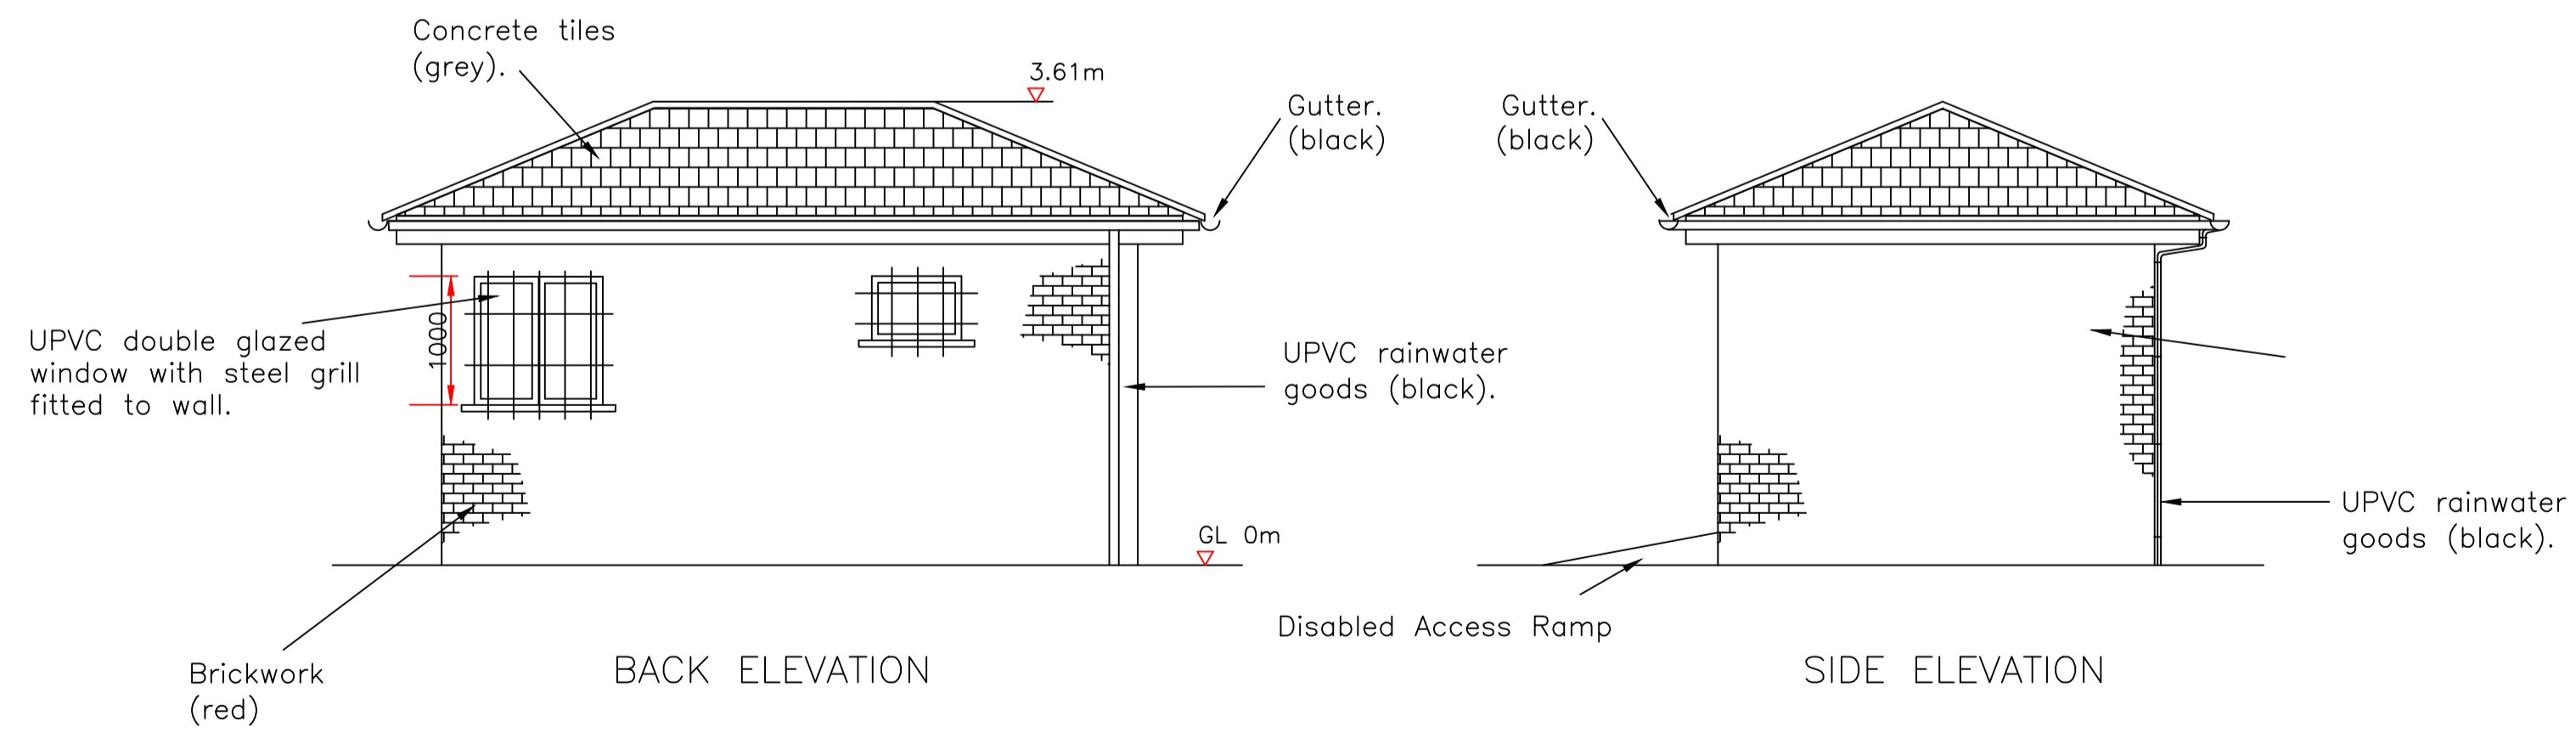 Concrete tiles
(grey).
3.61m
Gutter.
(black)
Gutter.
(black)
1000
UPVC double glazed
window with steel grill
fitted to wall.
UPVC rainwater
goods (black).
UPVC rainwater
goods (black).
GL 0m
Disabled Access Ramp
Brickwork
(red)
BACK ELEVATION
SIDE ELEVATION